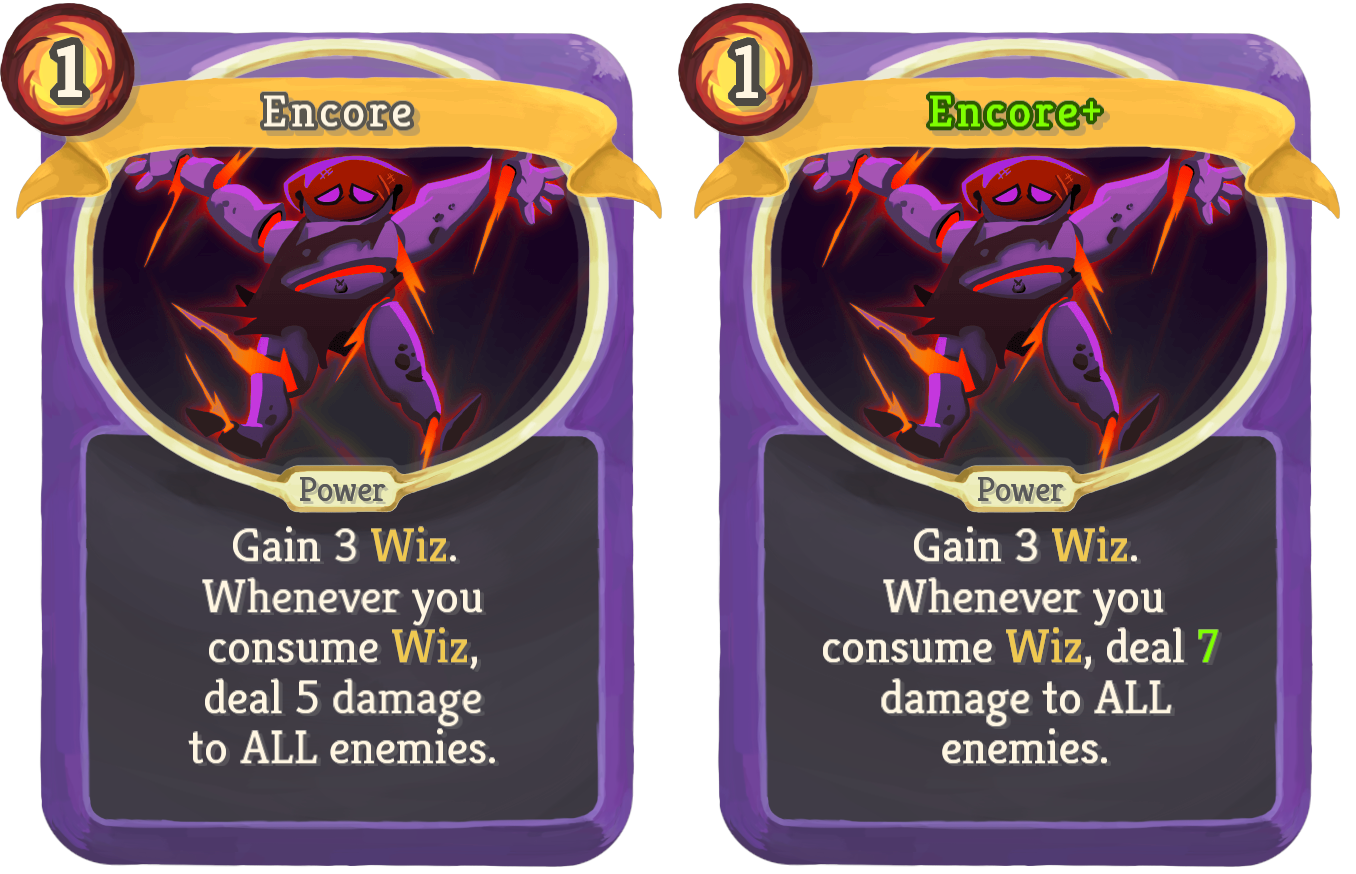 1
Encore
Power
Gain 3 Wiz.
Whenever you
consume Wiz,
deal 5 damage
to ALL enemies.
1
Encore+
Power
Gain 3 Wiz.
Whenever you
consume Wiz, deal 7
damage to ALL
enemies.